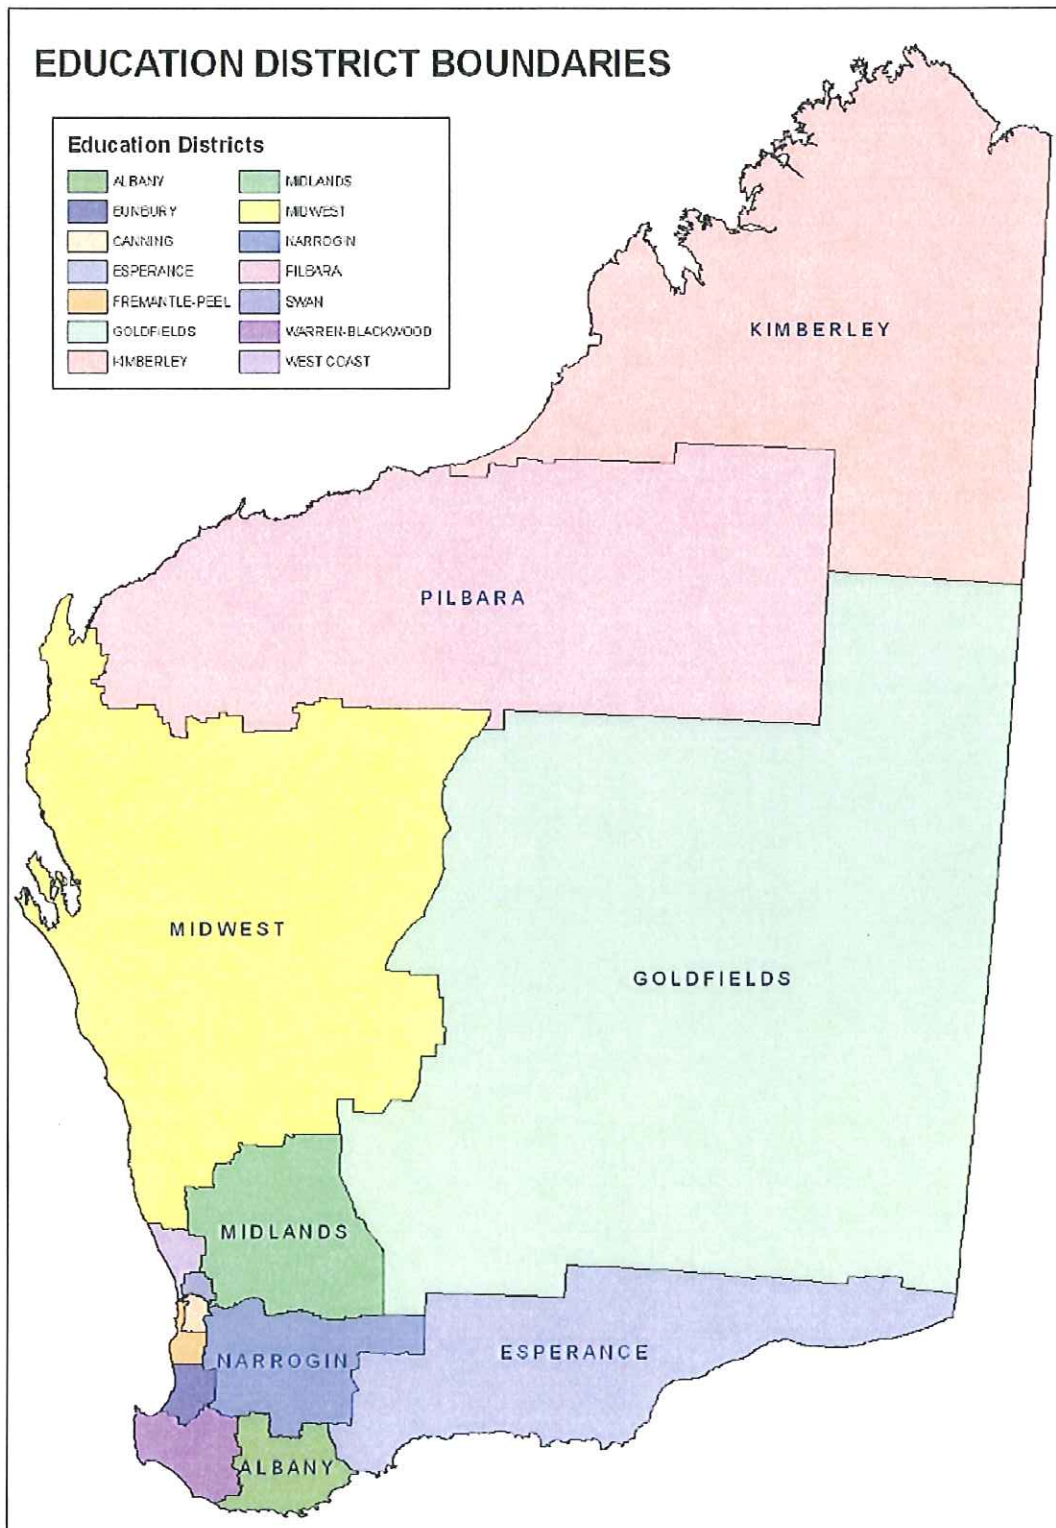 EDUCATION DISTRICT BOUNDARIES
Education Districts
ALBANY
BUNBURY
CANNING
ESPERANCE
FREMANTLE-PEEL
GOLDFIELDS
KIMBERLEY
MIDLANDS
MIDWEST
NARROGIN
PILBARA
SWAN
WARREN-BLACKWOOD
WEST COAST
KIMBERLEY
PILBARA
MIDWEST
GOLDFIELDS
MIDLANDS
NARROGIN
ESPERANCE
ALBANY